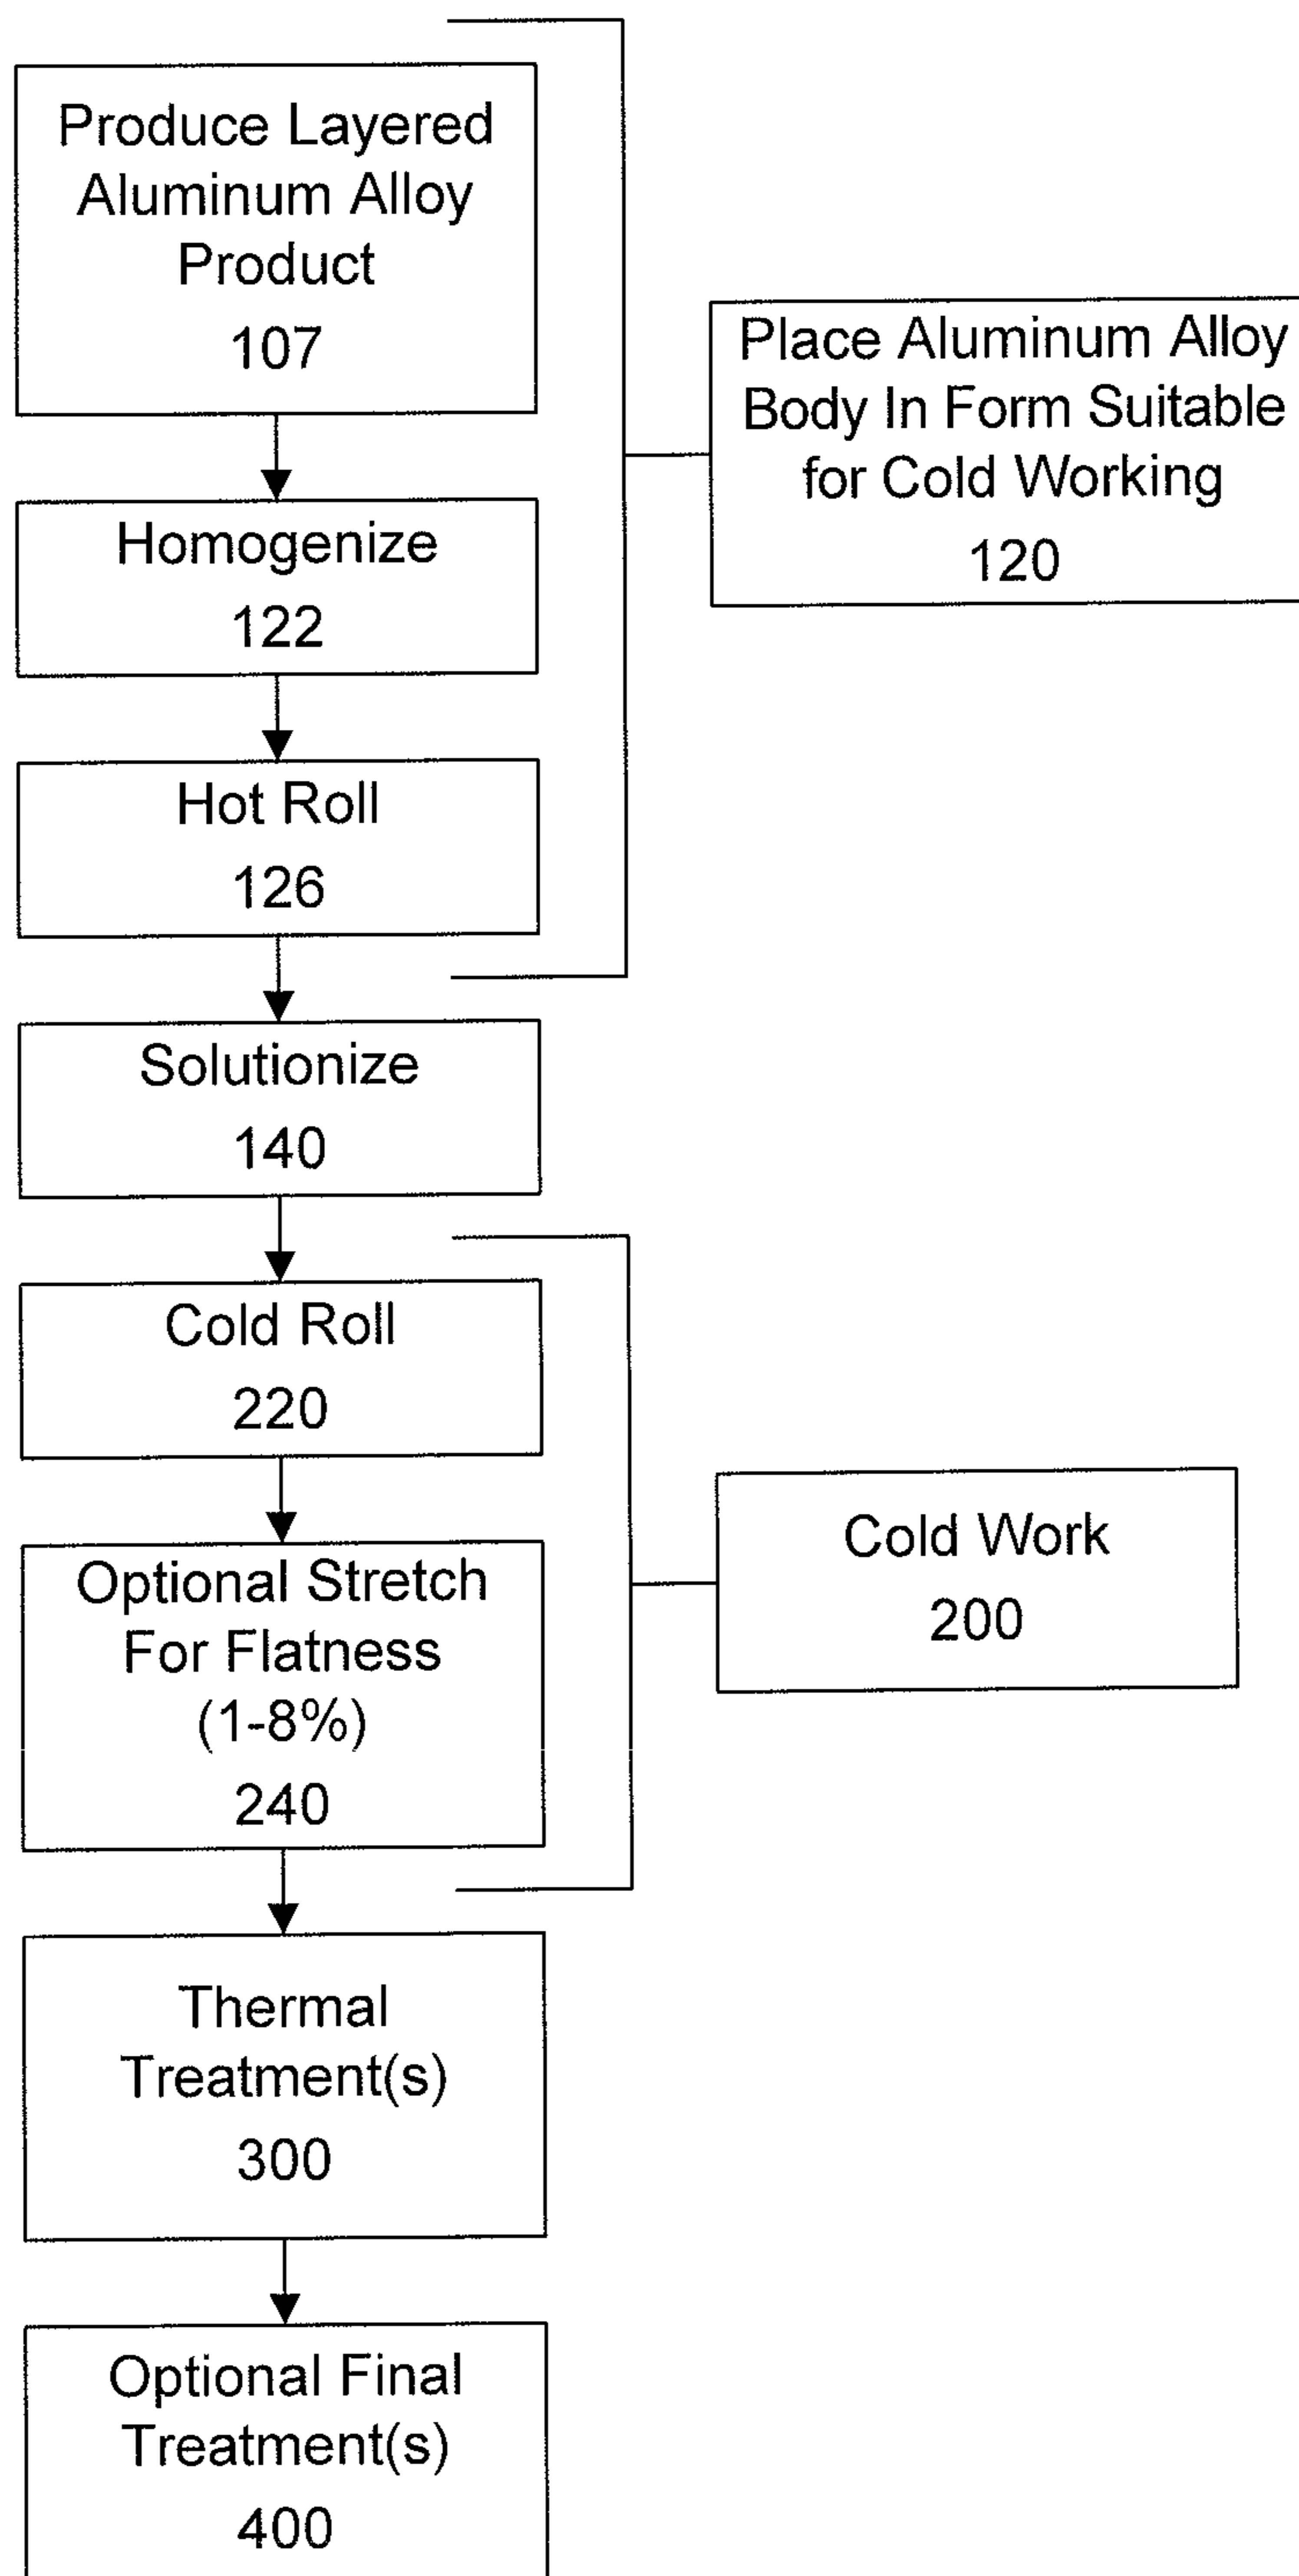 Produce Layered
Aluminum Alloy
Product
107
Place Aluminum Alloy
Body In Form Suitable
for Cold Working
120
Homogenize
122
Hot Roll
126
Solutionize
140
Cold Roll
220
Optional Stretch
For Flatness
(1-8%)
240
Cold Work
200
Thermal
Treatment(s)
300
Optional Final
Treatment(s)
400